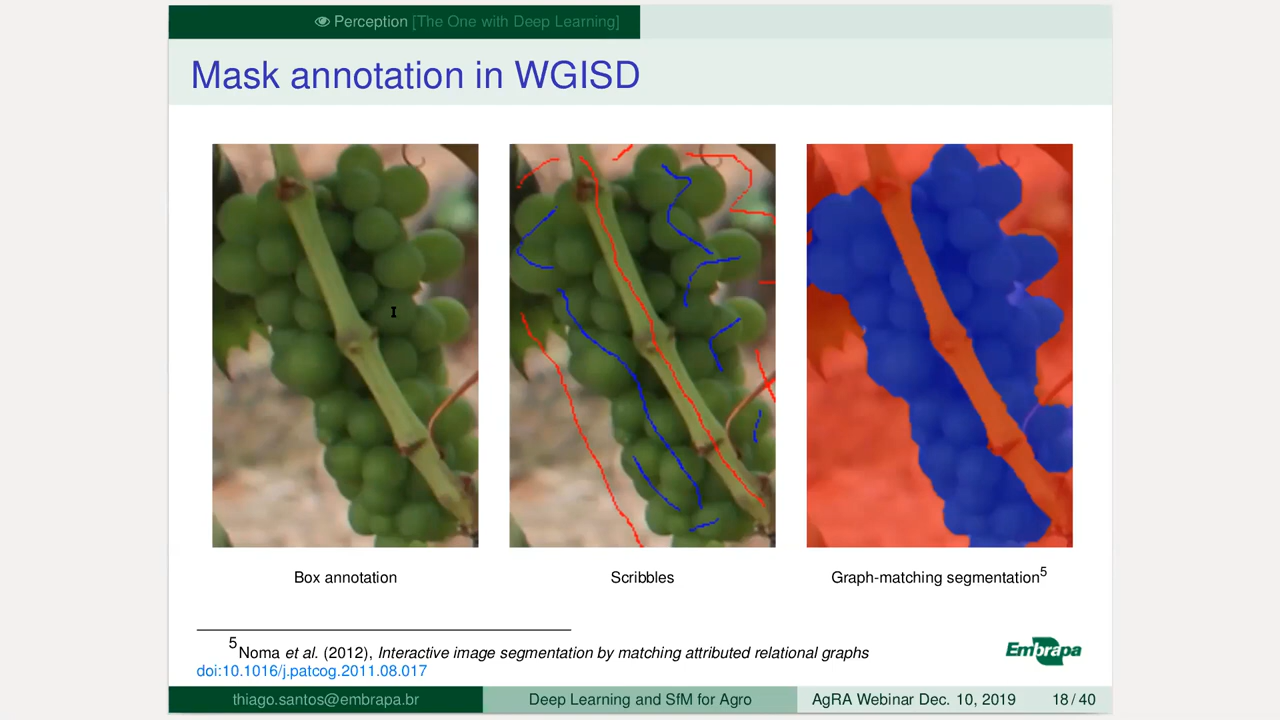 Perception [The One with Deep Learning]
Mask annotation in WGISD
Box annotation
Scribbles
Graph-matching segmentation5
5Noma et al. (2012), Interactive image segmentation by matching attributed relational graphs
doi:10.1016/j.patcog.2011.08.017
Embrapa
thiago.santos@embrapa.br
Deep Learning and SfM for Agro
AgRA Webinar Dec. 10, 2019
18/40